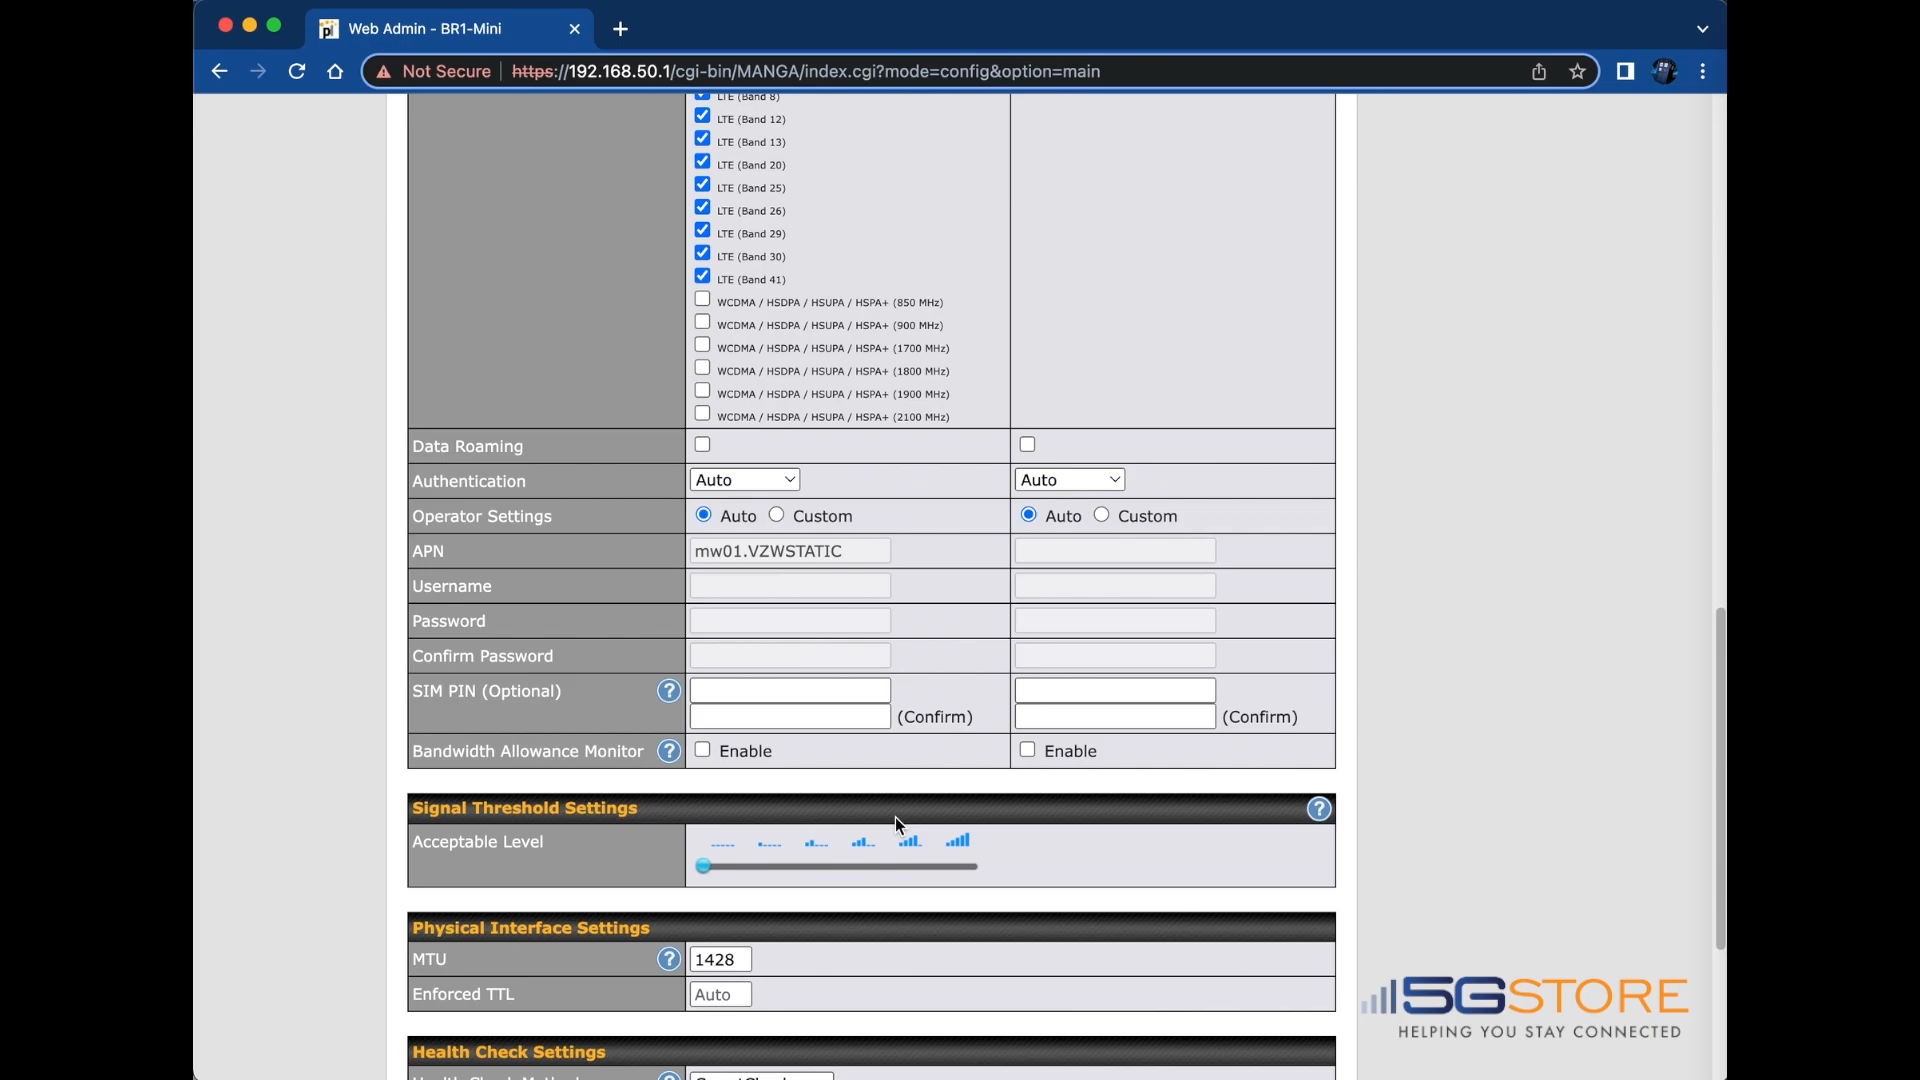 Web Admin - BR1-Mini
Not Secure https://192.168.50.1/cgi-bin/MANGA/index.cgi?mode=config&option=main
LTE (Band 8)
LTE (Band 12)
LTE (Band 13)
LTE (Band 20)
LTE (Band 25)
LTE (Band 26)
LTE (Band 29)
LTE (Band 30)
LTE (Band 41)
WCDMA / HSDPA / HSUPA / HSPA+ (850 MHz)
WCDMA / HSDPA / HSUPA / HSPA+ (900 MHz)
WCDMA / HSDPA / HSUPA / HSPA+ (1700 MHz)
WCDMA / HSDPA / HSUPA / HSPA+ (1800 MHz)
WCDMA / HSDPA / HSUPA / HSPA+ (1900 MHz)
WCDMA / HSDPA / HSUPA / HSPA+ (2100 MHz)
Data Roaming
Authentication Auto Auto
Operator Settings Auto Custom Auto Custom
APN mw01.VZWSTATIC
Username
Password
Confirm Password
SIM PIN (Optional) ?
(Confirm) (Confirm)
Bandwidth Allowance Monitor ? Enable Enable
Signal Threshold Settings ?
Acceptable Level
Physical Interface Settings
MTU ? 1428
Enforced TTL Auto
5GSTORE
HELPING YOU STAY CONNECTED
Health Check Settings